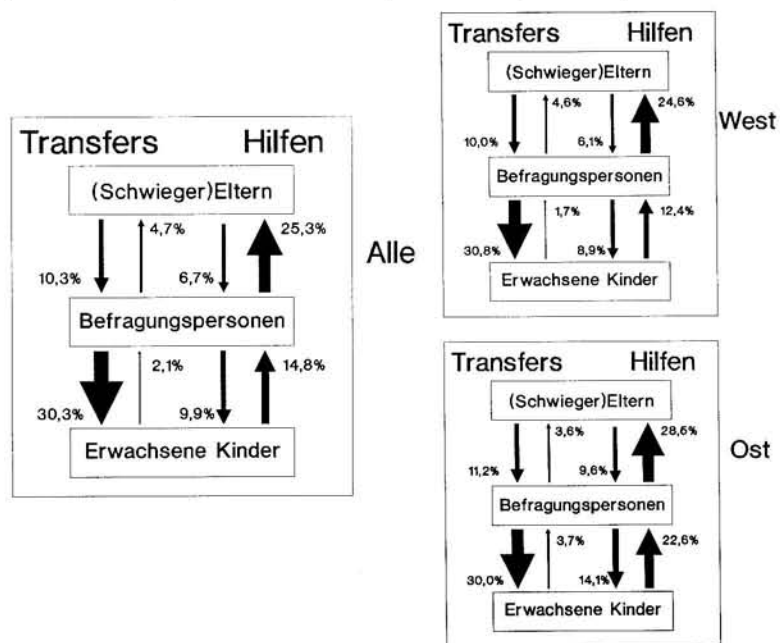 Transfers Hilfen
(Schwieger)Eltern
4,7% 25,3%
10,3% 6,7%
Befragungspersonen
2,1% 14,8%
30,3% 9,9%
Erwachsene Kinder
Alle
Transfers Hilfen
(Schwieger)Eltern
4,6% 24,6%
10,0% 6,1%
Befragungspersonen
1,7% 12,4%
30,8% 8,9%
Erwachsene Kinder
West
Transfers Hilfen
(Schwieger)Eltern
3,6% 28,6%
11,2% 9,6%
Befragungspersonen
3,7% 22,6%
30,0% 14,1%
Erwachsene Kinder
Ost